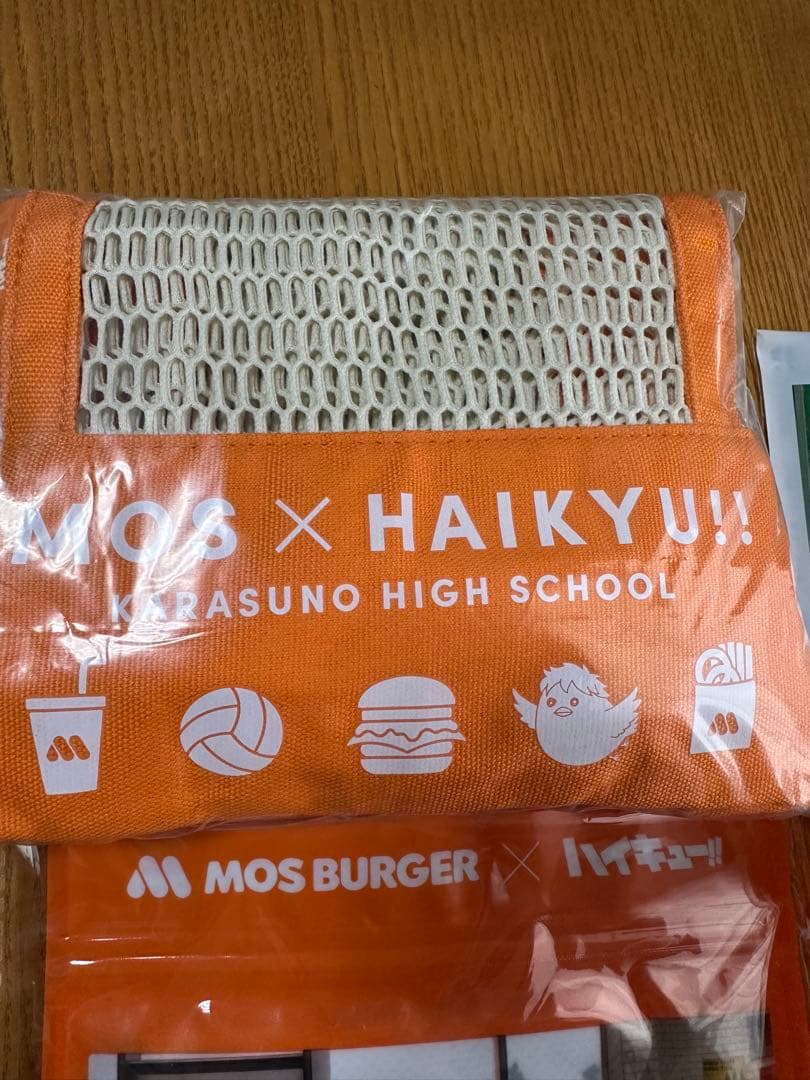 MOS × HAIKYU!!
KARASUNO HIGH SCHOOL
MOS BURGER × ハイキュー!!